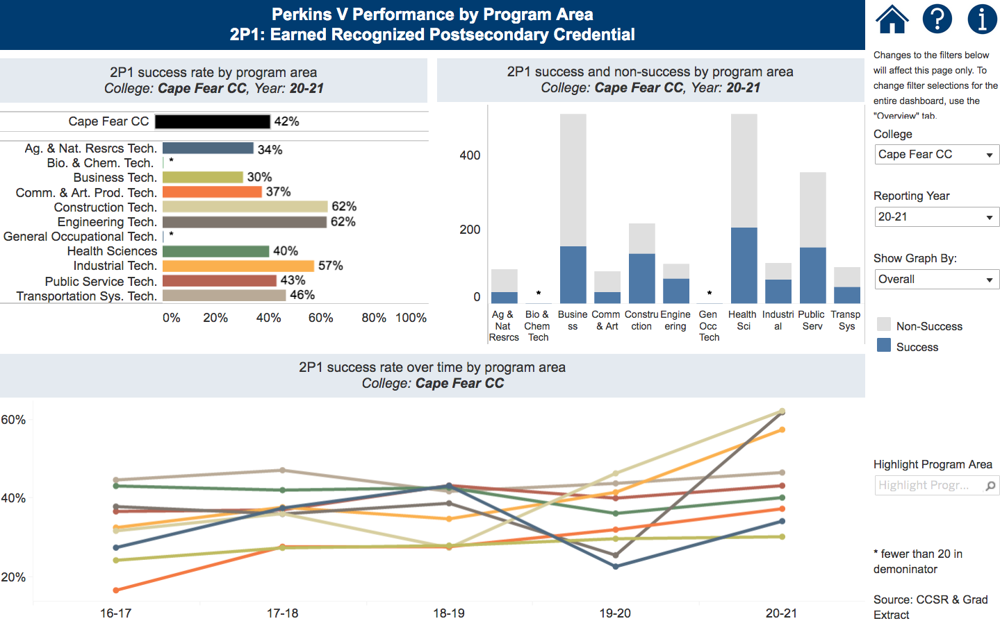 Perkins V Performance by Program Area
2P1: Earned Recognized Postsecondary Credential
Changes to the filters below
will affect this page only. To
change filter selections for the
entire dashboard, use the
"Overview" tab.
2P1 success rate by program area
College: Cape Fear CC, Year: 20-21
Cape Fear CC 42%
Ag. & Nat. Resrcs Tech. 34%
Bio. & Chem. Tech. *
Business Tech. 30%
Comm. & Art. Prod. Tech. 37%
Construction Tech. 62%
Engineering Tech. 62%
General Occupational Tech. *
Health Sciences 40%
Industrial Tech. 57%
Public Service Tech. 43%
Transportation Sys. Tech. 46%
0% 20% 40% 60% 80% 100%
2P1 success and non-success by program area
College: Cape Fear CC, Year: 20-21
400
200
0
* *
Ag & Bio & Busine Comm Constru Engine Gen Health Industri Public Transp
Nat Chem ss & Art ction ering Occ Sci al Serv Sys
Resrcs Tech Tech
College
Cape Fear CC
Reporting Year
20-21
Show Graph By:
Overall
Non-Success
Success
2P1 success rate over time by program area
College: Cape Fear CC
60%
40%
20%
16-17 17-18 18-19 19-20 20-21
Highlight Program Area
Highlight Progr...
* fewer than 20 in
demoninator
Source: CCSR & Grad
Extract